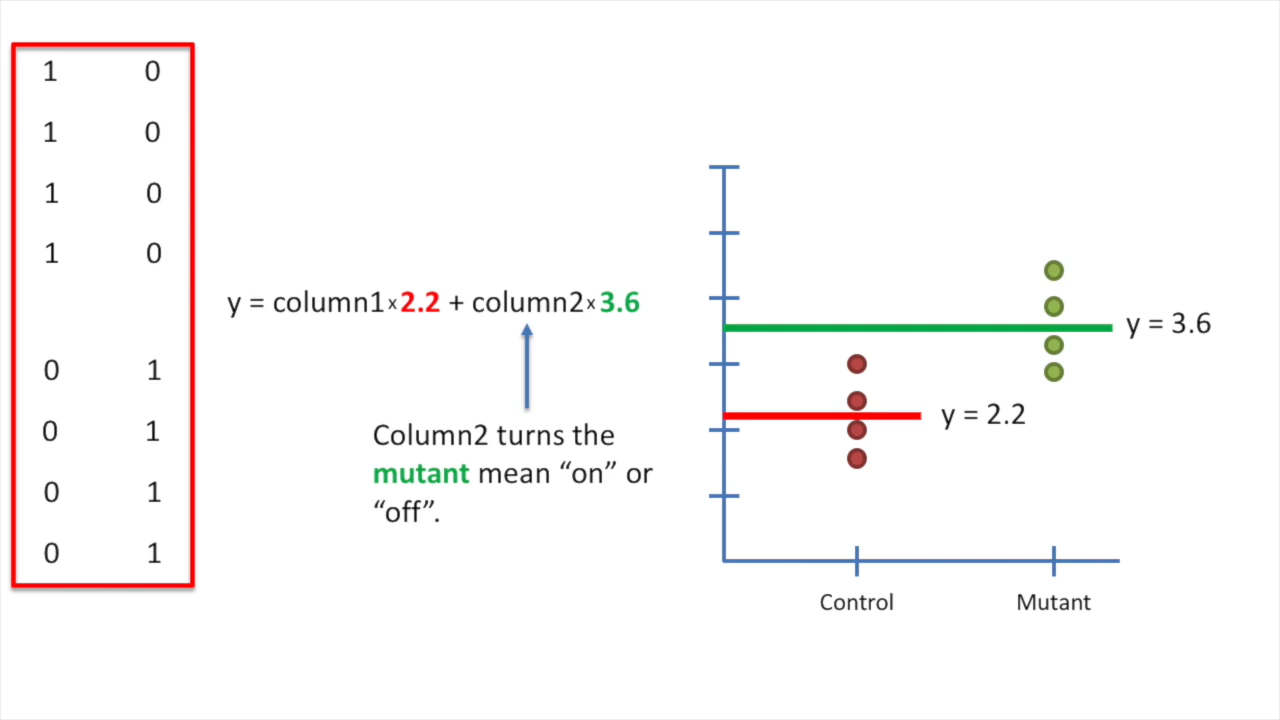 1 0
1 0
1 0
1 0
0 1
0 1
0 1
0 1
y = column1×2.2 + column2×3.6
Column2 turns the
mutant mean “on” or
“off”.
y = 3.6
y = 2.2
Control Mutant